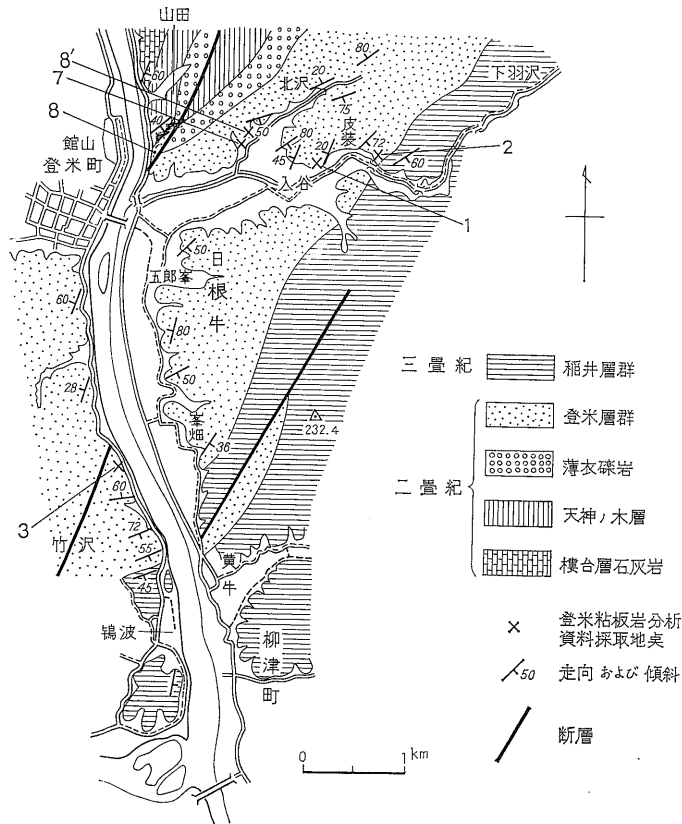 山田
8′
7
8
館山
登米町
北沢
20
80
下羽沢
60
40
50
75
皮袋
80
20
72
45
60
2
入谷
1
50
日根牛
五郎峯
60
80
50
28
峯畑
36
232.4
3
60
竹沢
72
55
45
黄牛
鴇波
柳津町
三畳紀
稲井層群
登米層群
薄衣礫岩
二畳紀
天神ノ木層
樓台層石灰岩
登米粘板岩分析
資料採取地点
50
走向および傾斜
断層
0 1 km